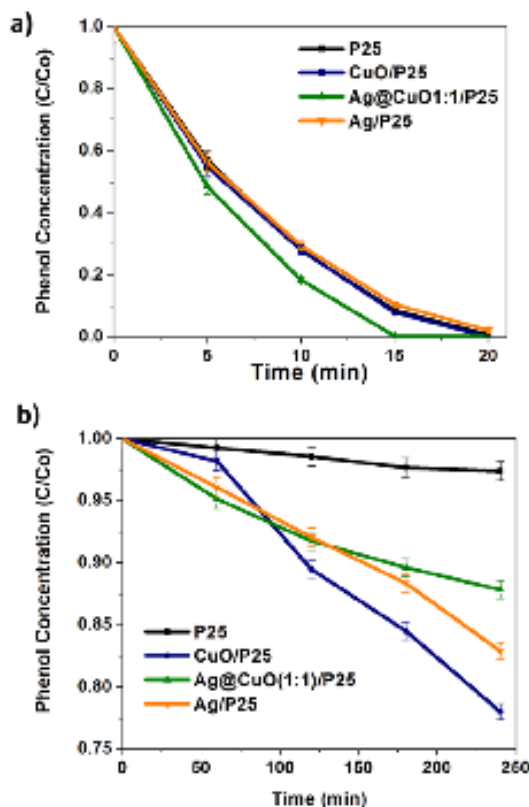 a)
P25
CuO/P25
Ag@CuO1:1/P25
Ag/P25
Phenol Concentration (C/Co)
1.0
0.8
0.6
0.4
0.2
0.0
0
5
10
15
20
Time (min)
b)
P25
CuO/P25
Ag@CuO(1:1)/P25
Ag/P25
Phenol Concentration (C/Co)
1.00
0.95
0.90
0.85
0.80
0.75
0
50
100
150
200
250
Time (min)